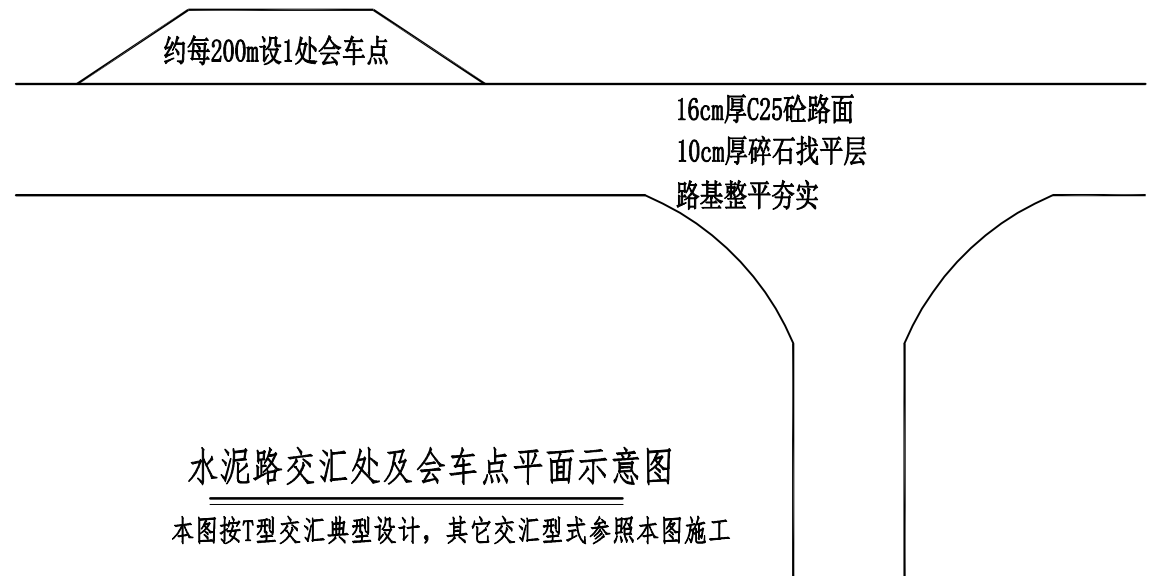 约每200m设1处会车点
16cm厚C25砼路面
10cm厚碎石找平层
路基整平夯实
水泥路交汇处及会车点平面示意图
本图按T型交汇典型设计，其它交汇型式参照本图施工